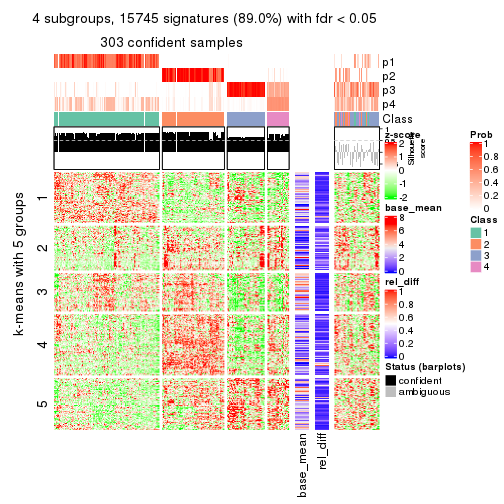 4 subgroups, 15745 signatures (89.0%) with fdr < 0.05
303 confident samples
p1
p2
p3
p4
Class
1
Silhouette
score
k-means with 5 groups
1
2
3
4
5
base_mean
rel_diff
z-score
2
1
0
-1
-2
base_mean
8
6
4
2
0
rel_diff
1
0.8
0.6
0.4
0.2
0
Status (barplots)
confident
ambiguous
Prob
1
0.8
0.6
0.4
0.2
0
Class
1
2
3
4